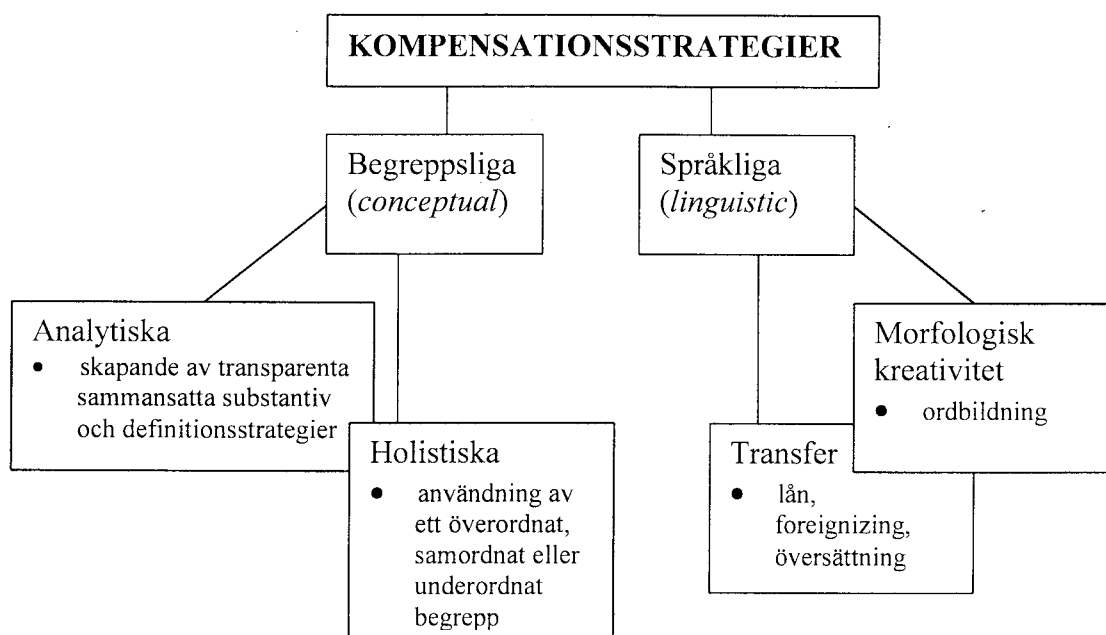 KOMPENSATIONSSTRATEGIER
Begreppsliga
(conceptual)
Språkliga
(linguistic)
Analytiska
• skapande av transparenta
sammansatta substantiv
och definitionsstrategier
Holistiska
• användning av
ett överordnat,
samordnat eller
underordnat
begrepp
Transfer
• lån,
foreignizing,
översättning
Morfologisk
kreativitet
• ordbildning